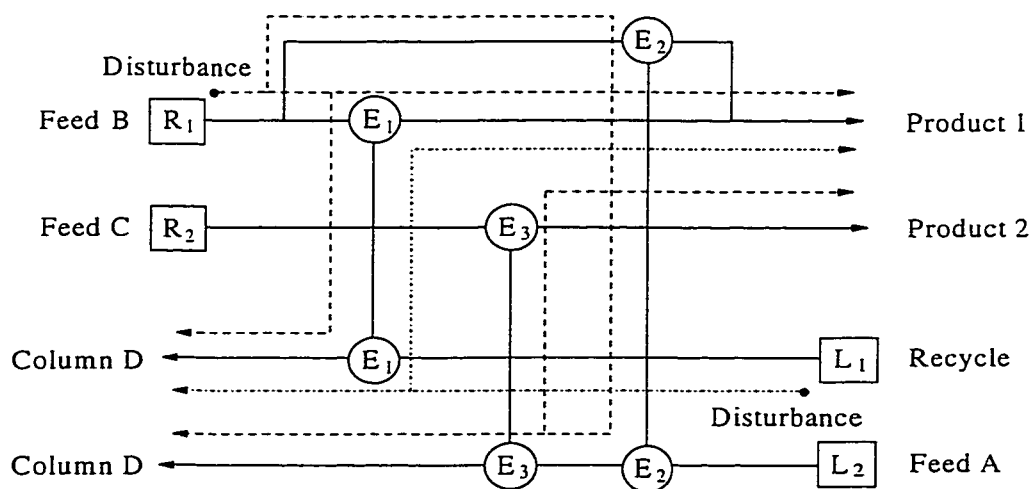 E2
Disturbance
Feed B R1 E1 Product 1
Feed C R2 E3 Product 2
Column D E1 L1 Recycle
Disturbance
Column D E3 E2 L2 Feed A